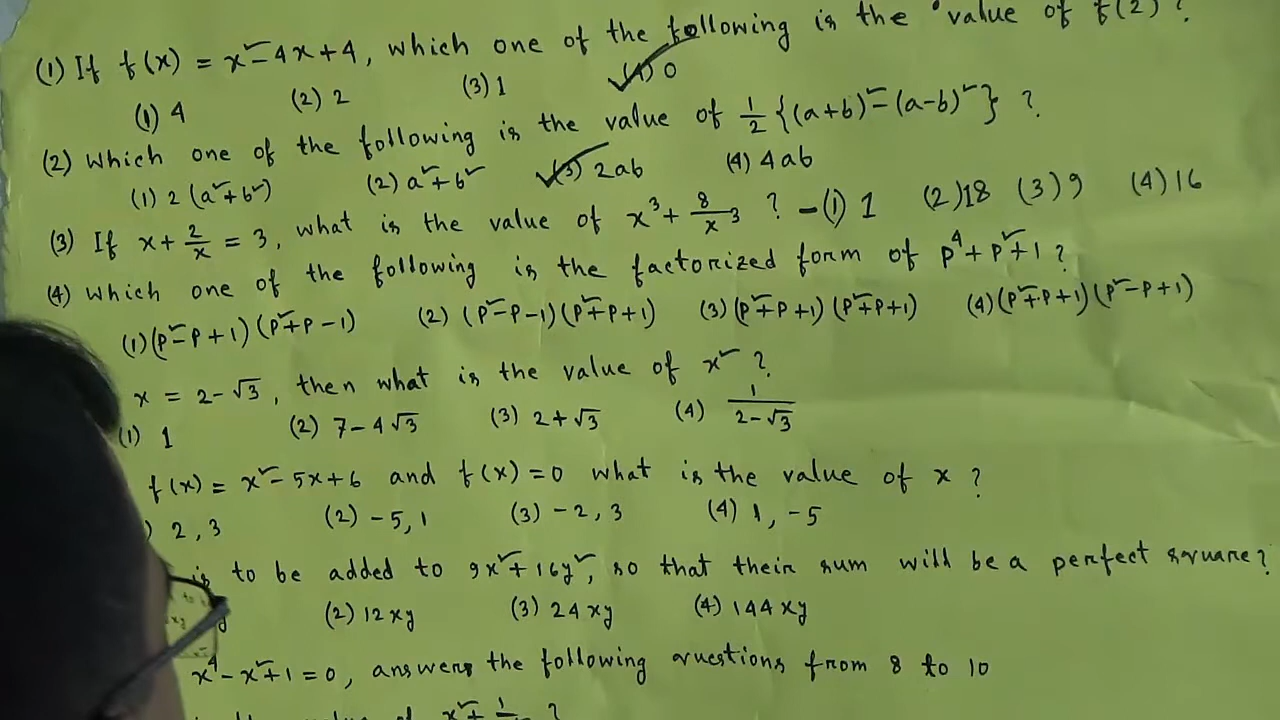 (1) If f(x) = x²-4x+4, which one of the following is the value of f(2)?
(1) 4 (2) 2 (3) 1 (4) 0
(2) Which one of the following is the value of 1/2 {(a+b)²-(a-b)²} ?
(1) 2(a²+b²) (2) a²+b² (3) 2ab (4) 4ab
(3) If x + 2/x = 3, what is the value of x³ + 8/x³ ? - (1) 1 (2) 18 (3) 9 (4) 16
(4) Which one of the following is the factorized form of p⁴+p²+1?
(1) (p²-p+1)(p²+p-1) (2) (p²-p-1)(p²+p+1) (3) (p²+p+1)(p²+p+1) (4) (p²+p+1)(p²-p+1)
x = 2-√3, then what is the value of x² ?
(1) 1 (2) 7-4√3 (3) 2+√3 (4) 1/(2-√3)
f(x) = x²-5x+6 and f(x)=0 what is the value of x ?
) 2,3 (2) -5,1 (3) -2,3 (4) 1,-5
is to be added to 9x²+16y², so that their sum will be a perfect square?
y (2) 12xy (3) 24xy (4) 144xy
x⁴-x²+1=0, answer the following questions from 8 to 10
value of x²+1/ ?